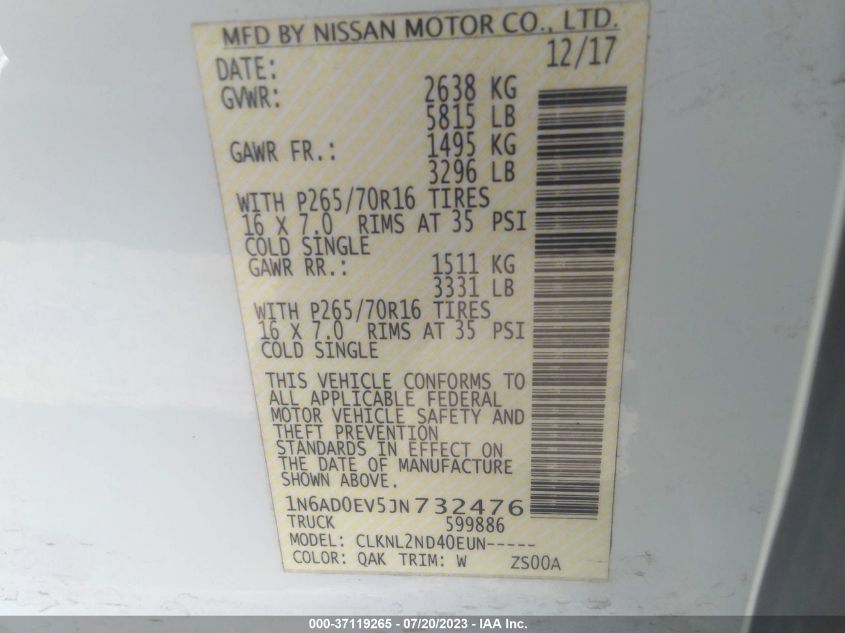 MFD BY NISSAN MOTOR CO., LTD.
DATE: 12/17
GVWR: 2638 KG
5815 LB
GAWR FR.: 1495 KG
3296 LB
WITH P265/70R16 TIRES
16 X 7.0 RIMS AT 35 PSI
COLD SINGLE
GAWR RR.: 1511 KG
3331 LB
WITH P265/70R16 TIRES
16 X 7.0 RIMS AT 35 PSI
COLD SINGLE
THIS VEHICLE CONFORMS TO
ALL APPLICABLE FEDERAL
MOTOR VEHICLE SAFETY AND
THEFT PREVENTION
STANDARDS IN EFFECT ON
THE DATE OF MANUFACTURE
SHOWN ABOVE.
1N6AD0EV5JN732476
TRUCK 599886
MODEL: CLKNL2ND40EUN-----
COLOR: QAK TRIM: W ZS00A
000-37119265 - 07/20/2023 - IAA Inc.